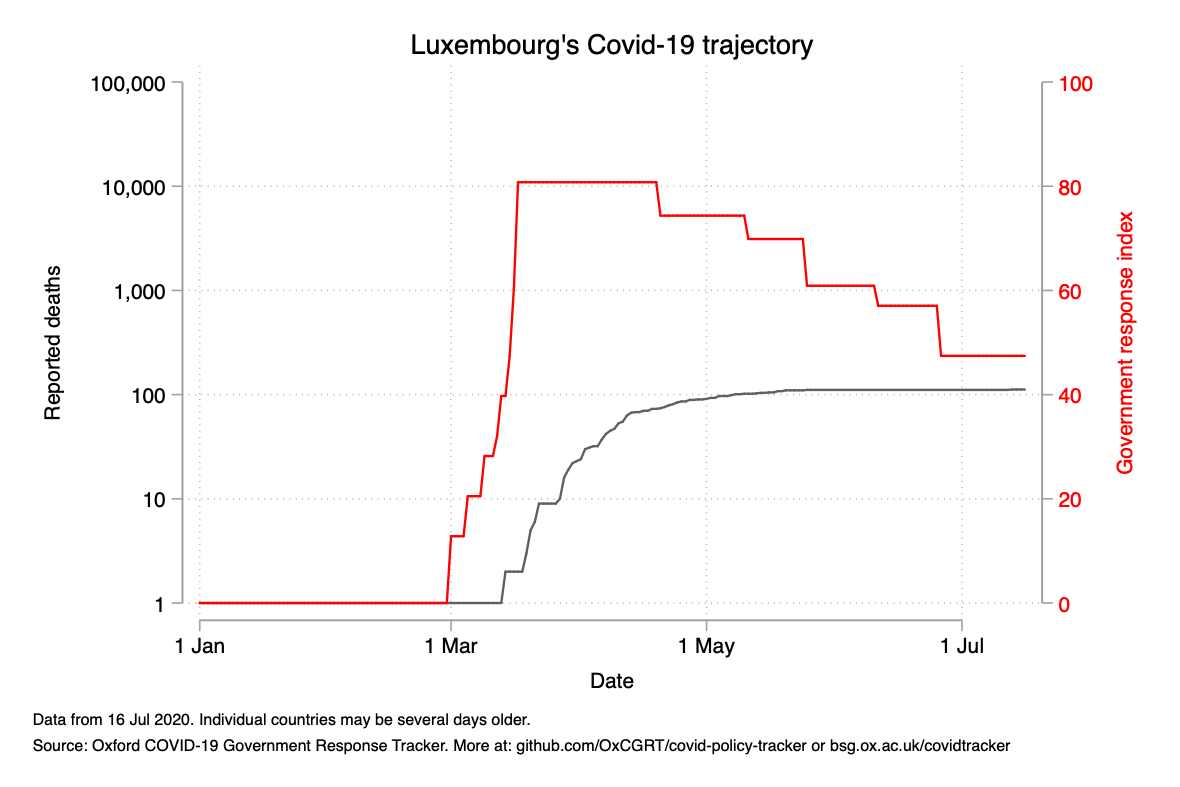 Luxembourg's Covid-19 trajectory
100,000
10,000
1,000
100
10
1
Reported deaths
100
80
60
40
20
0
Government response index
1 Jan
1 Mar
1 May
1 Jul
Date
Data from 16 Jul 2020. Individual countries may be several days older.
Source: Oxford COVID-19 Government Response Tracker. More at: github.com/OxCGRT/covid-policy-tracker or bsg.ox.ac.uk/covidtracker